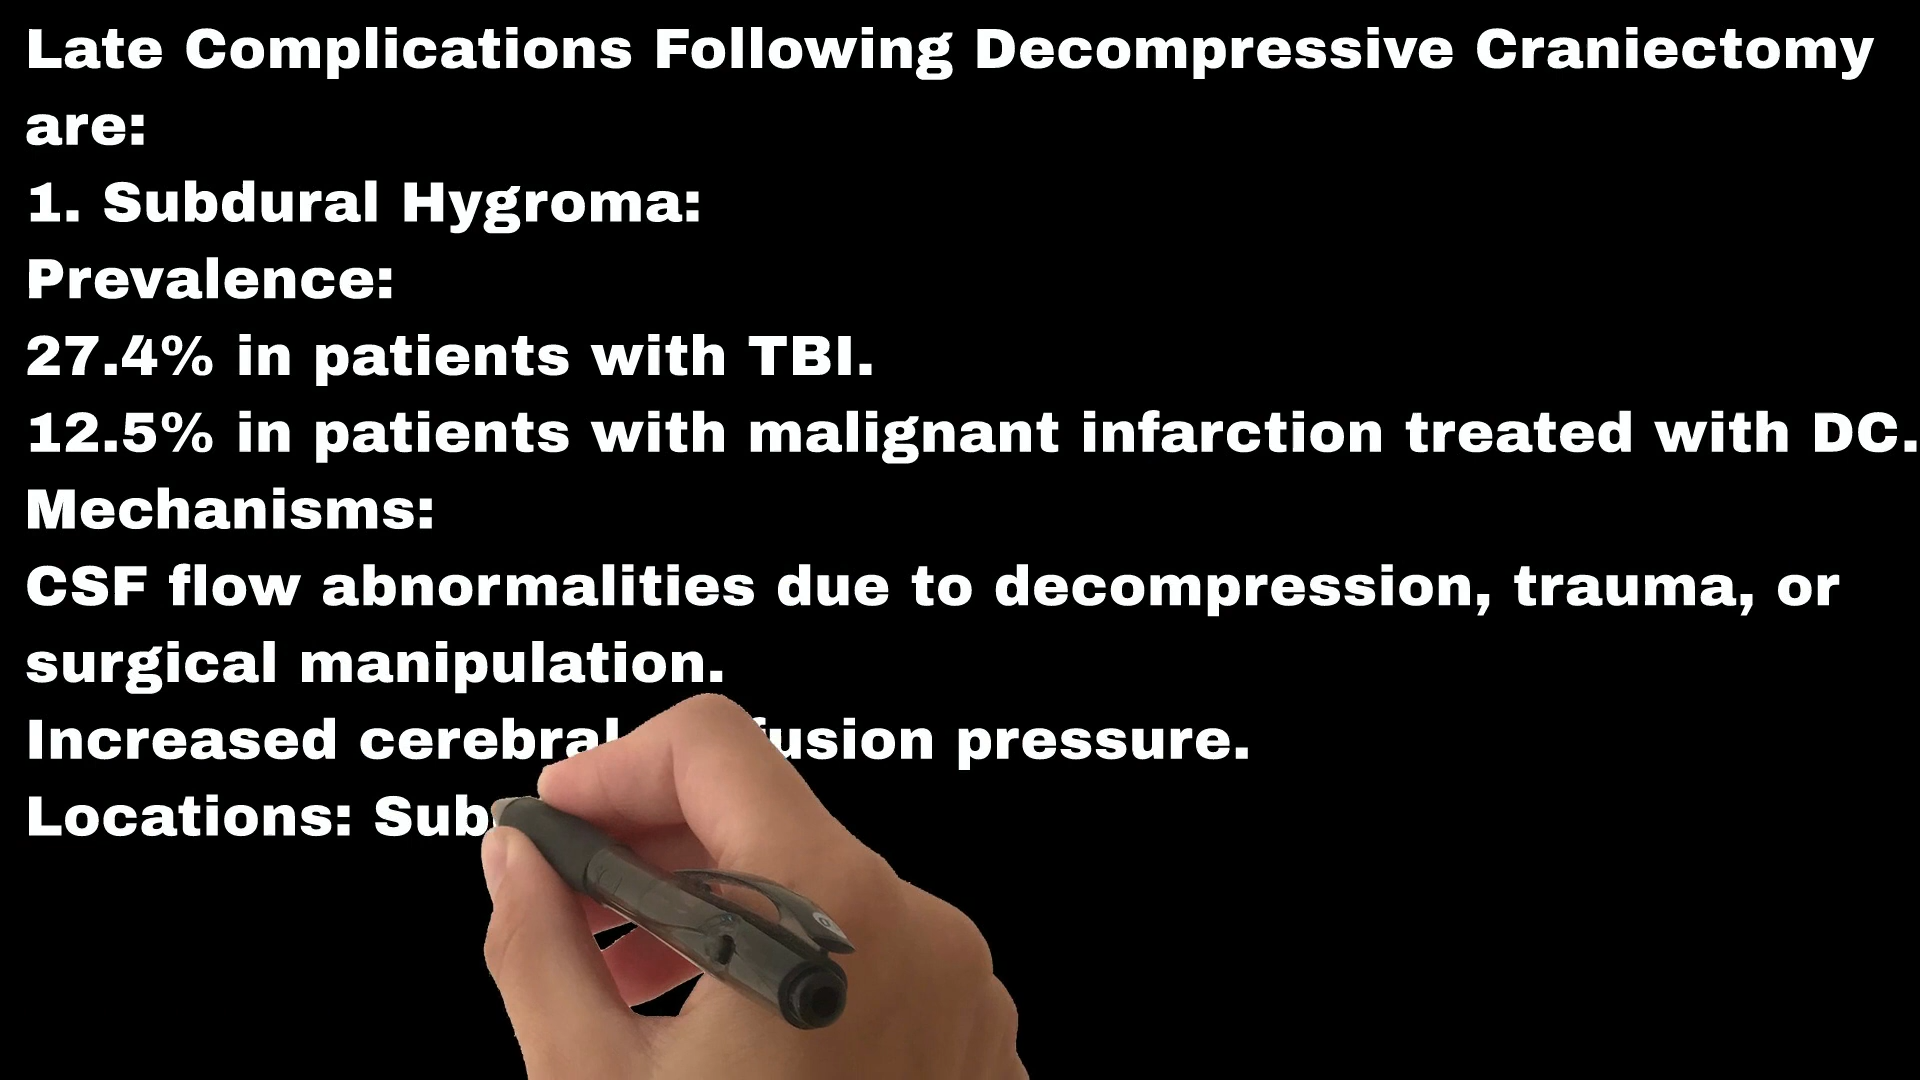 Late Complications Following Decompressive Craniectomy
are:
1. Subdural Hygroma:
Prevalence:
27.4% in patients with TBI.
12.5% in patients with malignant infarction treated with DC.
Mechanisms:
CSF flow abnormalities due to decompression, trauma, or
surgical manipulation.
Increased cerebral pressure.
Locations: